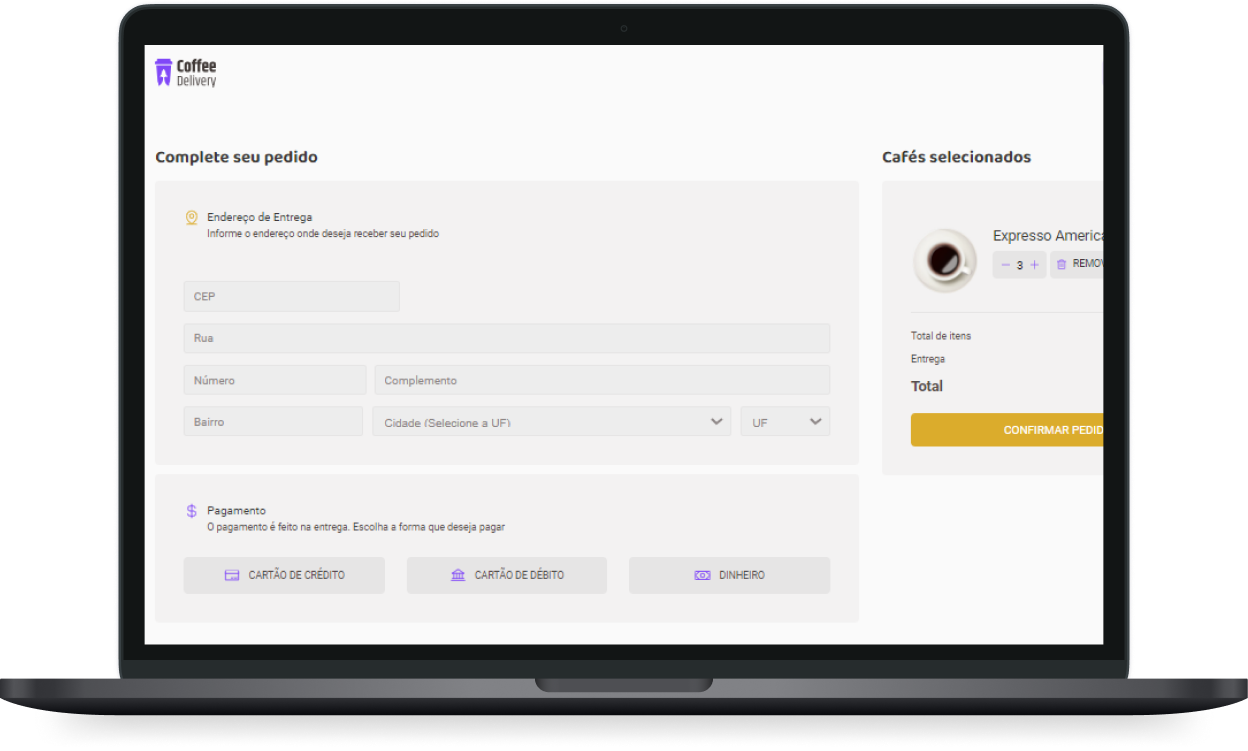 Coffee
Delivery
Complete seu pedido
Endereço de Entrega
Informe o endereço onde deseja receber seu pedido
CEP
Rua
Número
Complemento
Bairro
Cidade (Selecione a UF)
UF
Pagamento
O pagamento é feito na entrega. Escolha a forma que deseja pagar
CARTÃO DE CRÉDITO
CARTÃO DE DÉBITO
DINHEIRO
Cafés selecionados
Expresso America
3
REMOV
Total de itens
Entrega
Total
CONFIRMAR PEDID